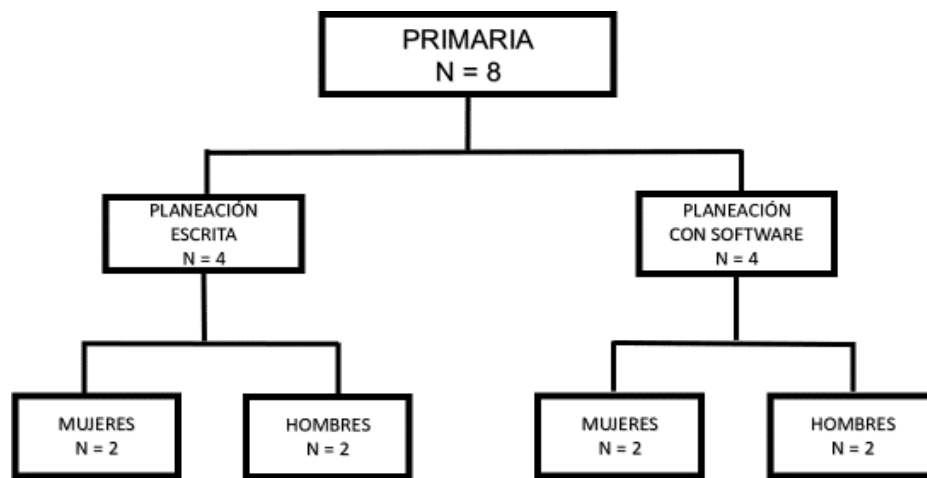 PRIMARIA
N = 8
PLANEACIÓN
ESCRITA
N = 4
PLANEACIÓN
CON SOFTWARE
N = 4
MUJERES
N = 2
HOMBRES
N = 2
MUJERES
N = 2
HOMBRES
N = 2